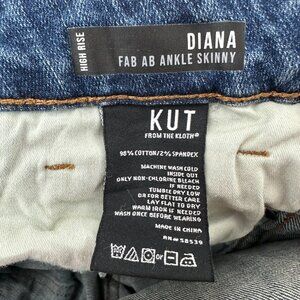 HIGH RISE
DIANA
FAB AB ANKLE SKINNY
KUT
FROM THE KLOTH®
98% COTTON/2% SPANDEX
MACHINE WASH COLD
INSIDE OUT
ONLY NON-CHLORINE BLEACH
IF NEEDED
TUMBLE DRY LOW
OR FOR BETTER CARE
LAY FLAT TO DRY
WARM IRON IF NEEDED
WASH ONCE BEFORE WEARING
MADE IN CHINA
RN# 58539
OR